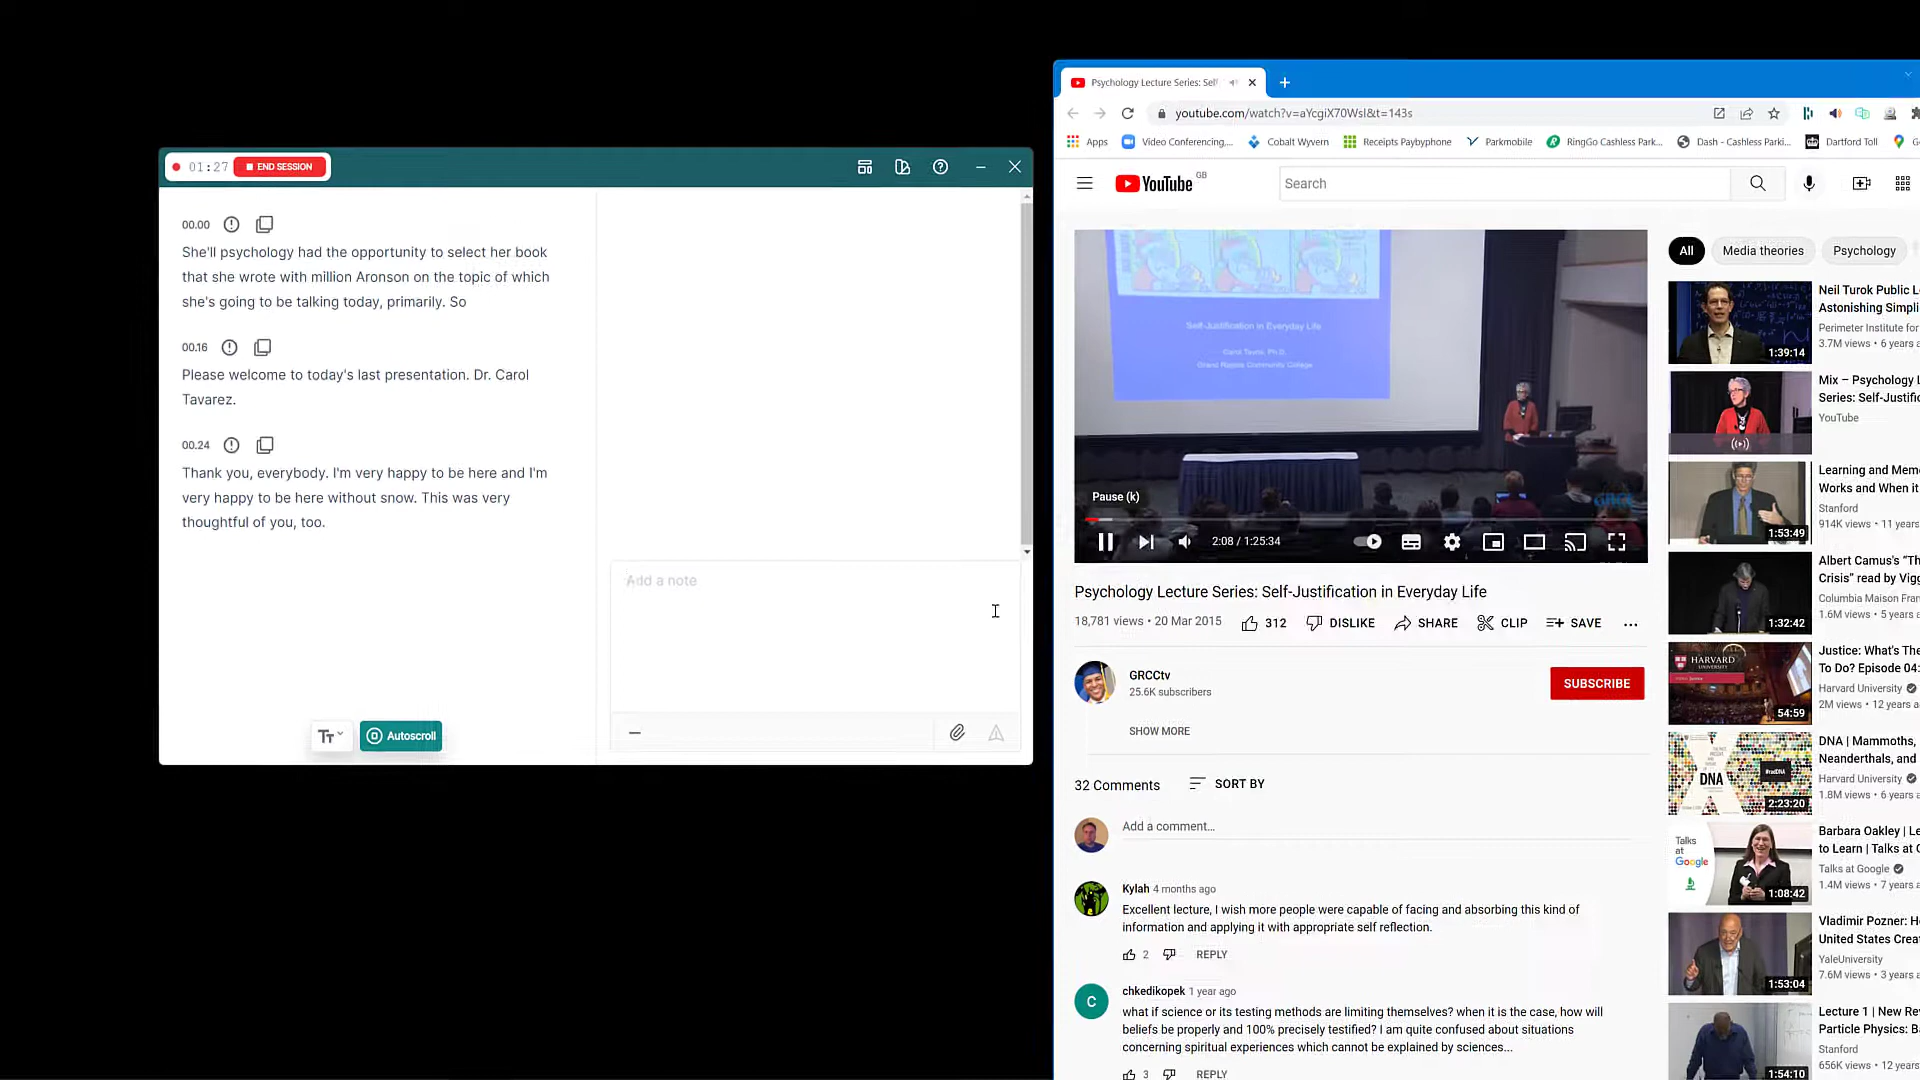 01:27 END SESSION
00.00
She'll psychology had the opportunity to select her book
that she wrote with million Aronson on the topic of which
she's going to be talking today, primarily. So
00.16
Please welcome to today's last presentation. Dr. Carol
Tavarez.
00.24
Thank you, everybody. I'm very happy to be here and I'm
very happy to be here without snow. This was very
thoughtful of you, too.
Add a note
Autoscroll
Psychology Lecture Series: Self
youtube.com/watch?v=aYcgiX70WsI&t=143s
Apps Video Conferencing,... Cobalt Wyvern Receipts Paybyphone Parkmobile RingGo Cashless Park... Dash - Cashless Parki... Dartford Toll
YouTube GB
Search
Self-Justification in Everyday Life
Grand Rapids Community College
Pause (k)
2:08 / 1:25:34
Psychology Lecture Series: Self-Justification in Everyday Life
18,781 views • 20 Mar 2015 312 DISLIKE SHARE CLIP SAVE ...
GRCCtv
25.6K subscribers
SUBSCRIBE
SHOW MORE
32 Comments SORT BY
Add a comment...
Kylah 4 months ago
Excellent lecture, I wish more people were capable of facing and absorbing this kind of
information and applying it with appropriate self reflection.
2 REPLY
C
chkedikopek 1 year ago
what if science or its testing methods are limiting themselves? when it is the case, how will
beliefs be properly and 100% precisely testified? I am quite confused about situations
concerning spiritual experiences which cannot be explained by sciences...
3 REPLY
All Media theories Psychology
Neil Turok Public L
Astonishing Simpli
Perimeter Institute for
3.7M views • 6 years a
1:39:14
Mix – Psychology L
Series: Self-Justific
YouTube
Learning and Mem
Works and When it
Stanford
914K views • 11 years
1:53:49
Albert Camus's “Th
Crisis” read by Vigg
Columbia Maison Fran
1.6M views • 5 years a
1:32:42
Justice: What's The
To Do? Episode 04:
Harvard University
2M views • 12 years a
HARVARD
54:59
DNA | Mammoths,
Neanderthals, and
Harvard University
1.8M views • 6 years a
DNA
#radDNA
2:23:20
Barbara Oakley | Le
to Learn | Talks at G
Talks at Google
1.4M views • 7 years a
Talks
at
Google
1:08:42
Vladimir Pozner: H
United States Creat
YaleUniversity
7.6M views • 3 years a
1:53:04
Lecture 1 | New Re
Particle Physics: Ba
Stanford
656K views • 12 years
1:54:10